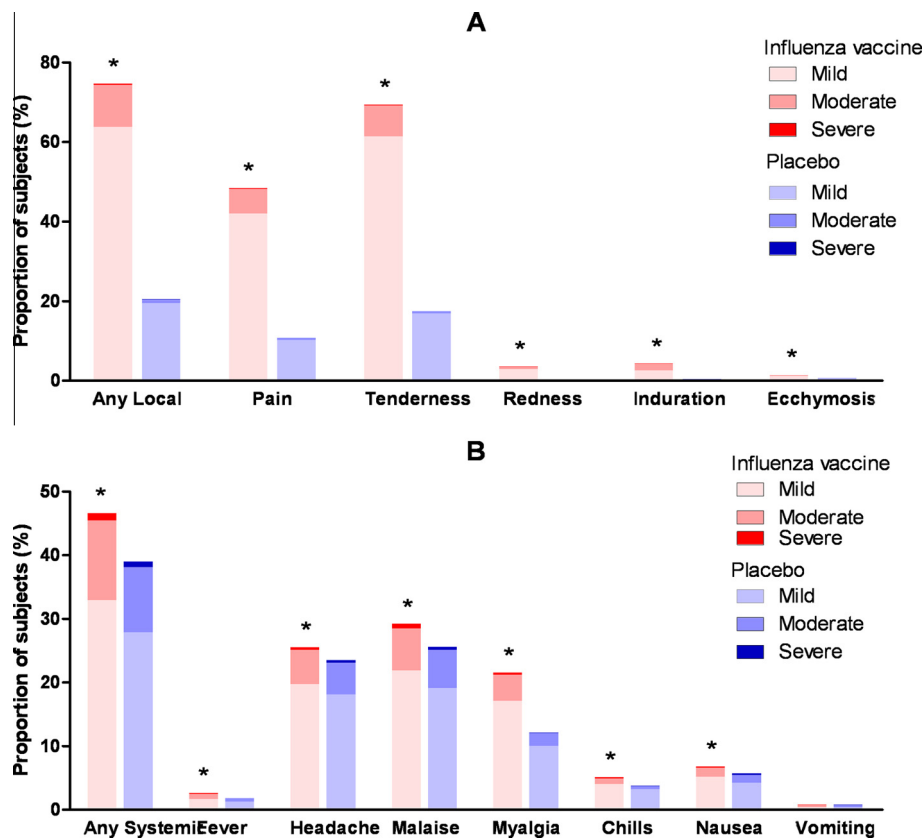 A
Proportion of subjects (%)
80
60
40
20
0
*
*
*
*
*
*
Any Local
Pain
Tenderness
Redness
Induration
Ecchymosis
Influenza vaccine
Mild
Moderate
Severe
Placebo
Mild
Moderate
Severe
B
Proportion of subjects (%)
50
40
30
20
10
0
*
*
*
*
*
*
*
Any Systemic
Fever
Headache
Malaise
Myalgia
Chills
Nausea
Vomiting
Influenza vaccine
Mild
Moderate
Severe
Placebo
Mild
Moderate
Severe